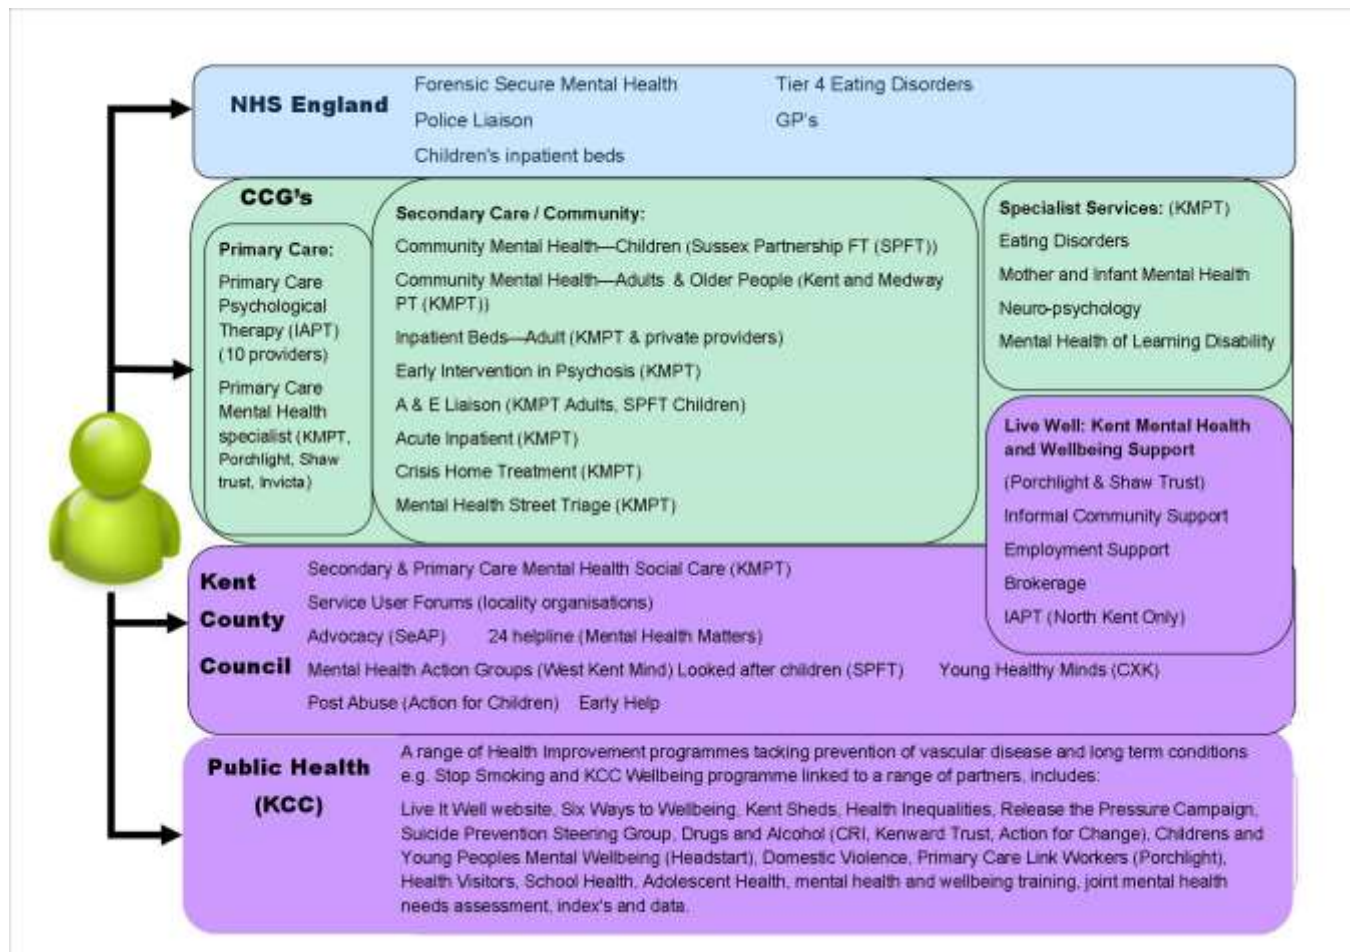 NHS England
Forensic Secure Mental Health
Tier 4 Eating Disorders
Police Liaison
GP's
Children's inpatient beds
CCG's
Primary Care:
Primary Care
Psychological
Therapy (IAPT)
(10 providers)
Primary Care
Mental Health
specialist (KMPT,
Porchlight, Shaw
trust, Invicta)
Secondary Care / Community:
Community Mental Health—Children (Sussex Partnership FT (SPFT))
Community Mental Health—Adults & Older People (Kent and Medway
PT (KMPT))
Inpatient Beds—Adult (KMPT & private providers)
Early Intervention in Psychosis (KMPT)
A & E Liaison (KMPT Adults, SPFT Children)
Acute Inpatient (KMPT)
Crisis Home Treatment (KMPT)
Mental Health Street Triage (KMPT)
Specialist Services: (KMPT)
Eating Disorders
Mother and Infant Mental Health
Neuro-psychology
Mental Health of Learning Disability
Live Well: Kent Mental Health
and Wellbeing Support
(Porchlight & Shaw Trust)
Informal Community Support
Employment Support
Brokerage
IAPT (North Kent Only)
Kent
County
Council
Secondary & Primary Care Mental Health Social Care (KMPT)
Service User Forums (locality organisations)
Advocacy (SeAP) 24 helpline (Mental Health Matters)
Mental Health Action Groups (West Kent Mind) Looked after children (SPFT) Young Healthy Minds (CXK)
Post Abuse (Action for Children) Early Help
Public Health
(KCC)
A range of Health Improvement programmes tacking prevention of vascular disease and long term conditions
e.g. Stop Smoking and KCC Wellbeing programme linked to a range of partners, includes:
Live It Well website, Six Ways to Wellbeing, Kent Sheds, Health Inequalities, Release the Pressure Campaign,
Suicide Prevention Steering Group, Drugs and Alcohol (CRI, Kenward Trust, Action for Change), Childrens and
Young Peoples Mental Wellbeing (Headstart), Domestic Violence, Primary Care Link Workers (Porchlight),
Health Visitors, School Health, Adolescent Health, mental health and wellbeing training, joint mental health
needs assessment, index's and data.